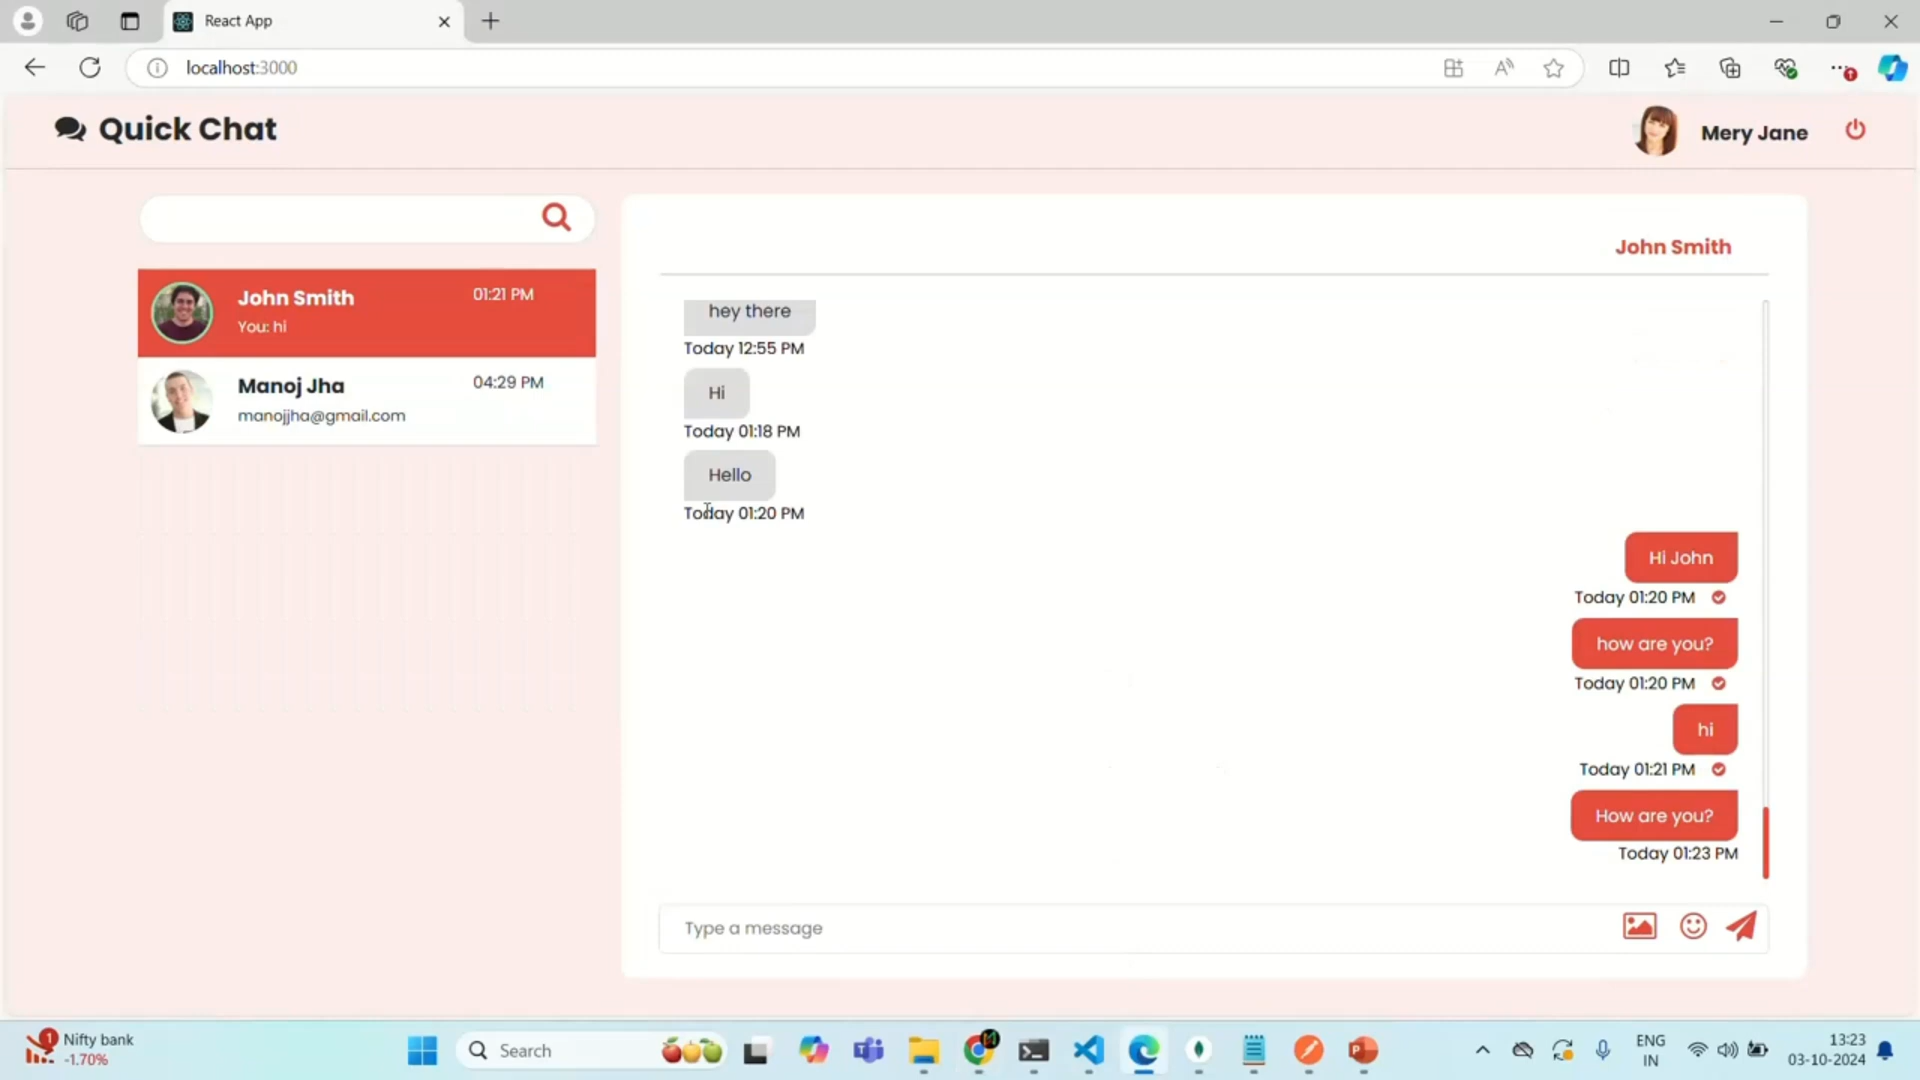 React App
localhost:3000
Quick Chat
Mery Jane
John Smith
01:21 PM
You: hi
Manoj Jha
04:29 PM
manojjha@gmail.com
John Smith
hey there
Today 12:55 PM
Hi
Today 01:18 PM
Hello
Today 01:20 PM
Hi John
Today 01:20 PM
how are you?
Today 01:20 PM
hi
Today 01:21 PM
How are you?
Today 01:23 PM
Type a message
1
Nifty bank
-1.70%
Search
ENG
IN
13:23
03-10-2024